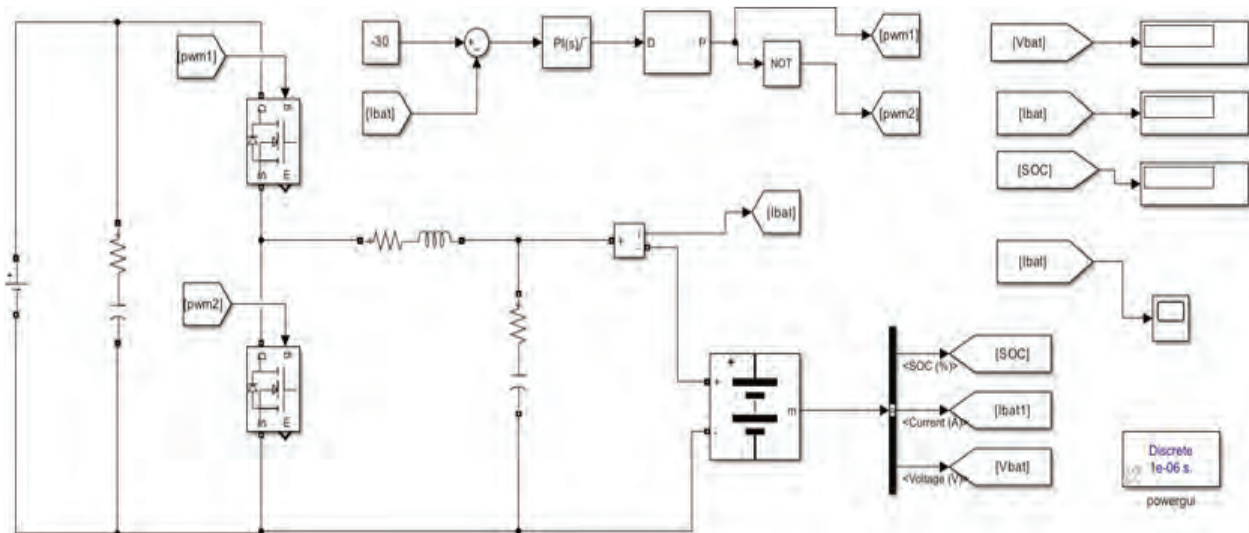 [pwm1]
-30
PI(s)
D
P
NOT
[pwm1]
[pwm2]
[Ibat]
[Vbat]
[Ibat]
[SOC]
[Ibat]
[Ibat]
[pwm2]
D
g
S
m
D
g
S
m
+
i
-
+
-
m
<SOC (%)>
<Current (A)>
<Voltage (V)>
[SOC]
[Ibat1]
[Vbat]
Discrete
1e-06 s.
powergui